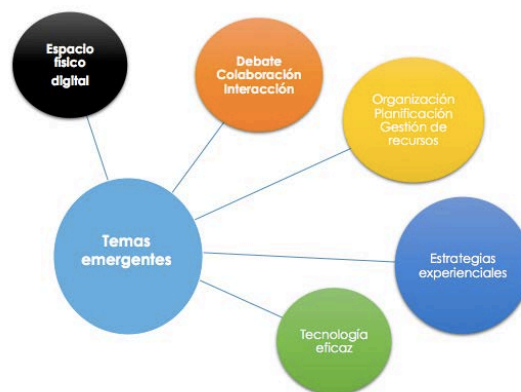 Espacio
físico
digital
Debate
Colaboración
Interacción
Organización
Planificación
Gestión de
recursos
Temas
emergentes
Estrategias
experienciales
Tecnología
eficaz